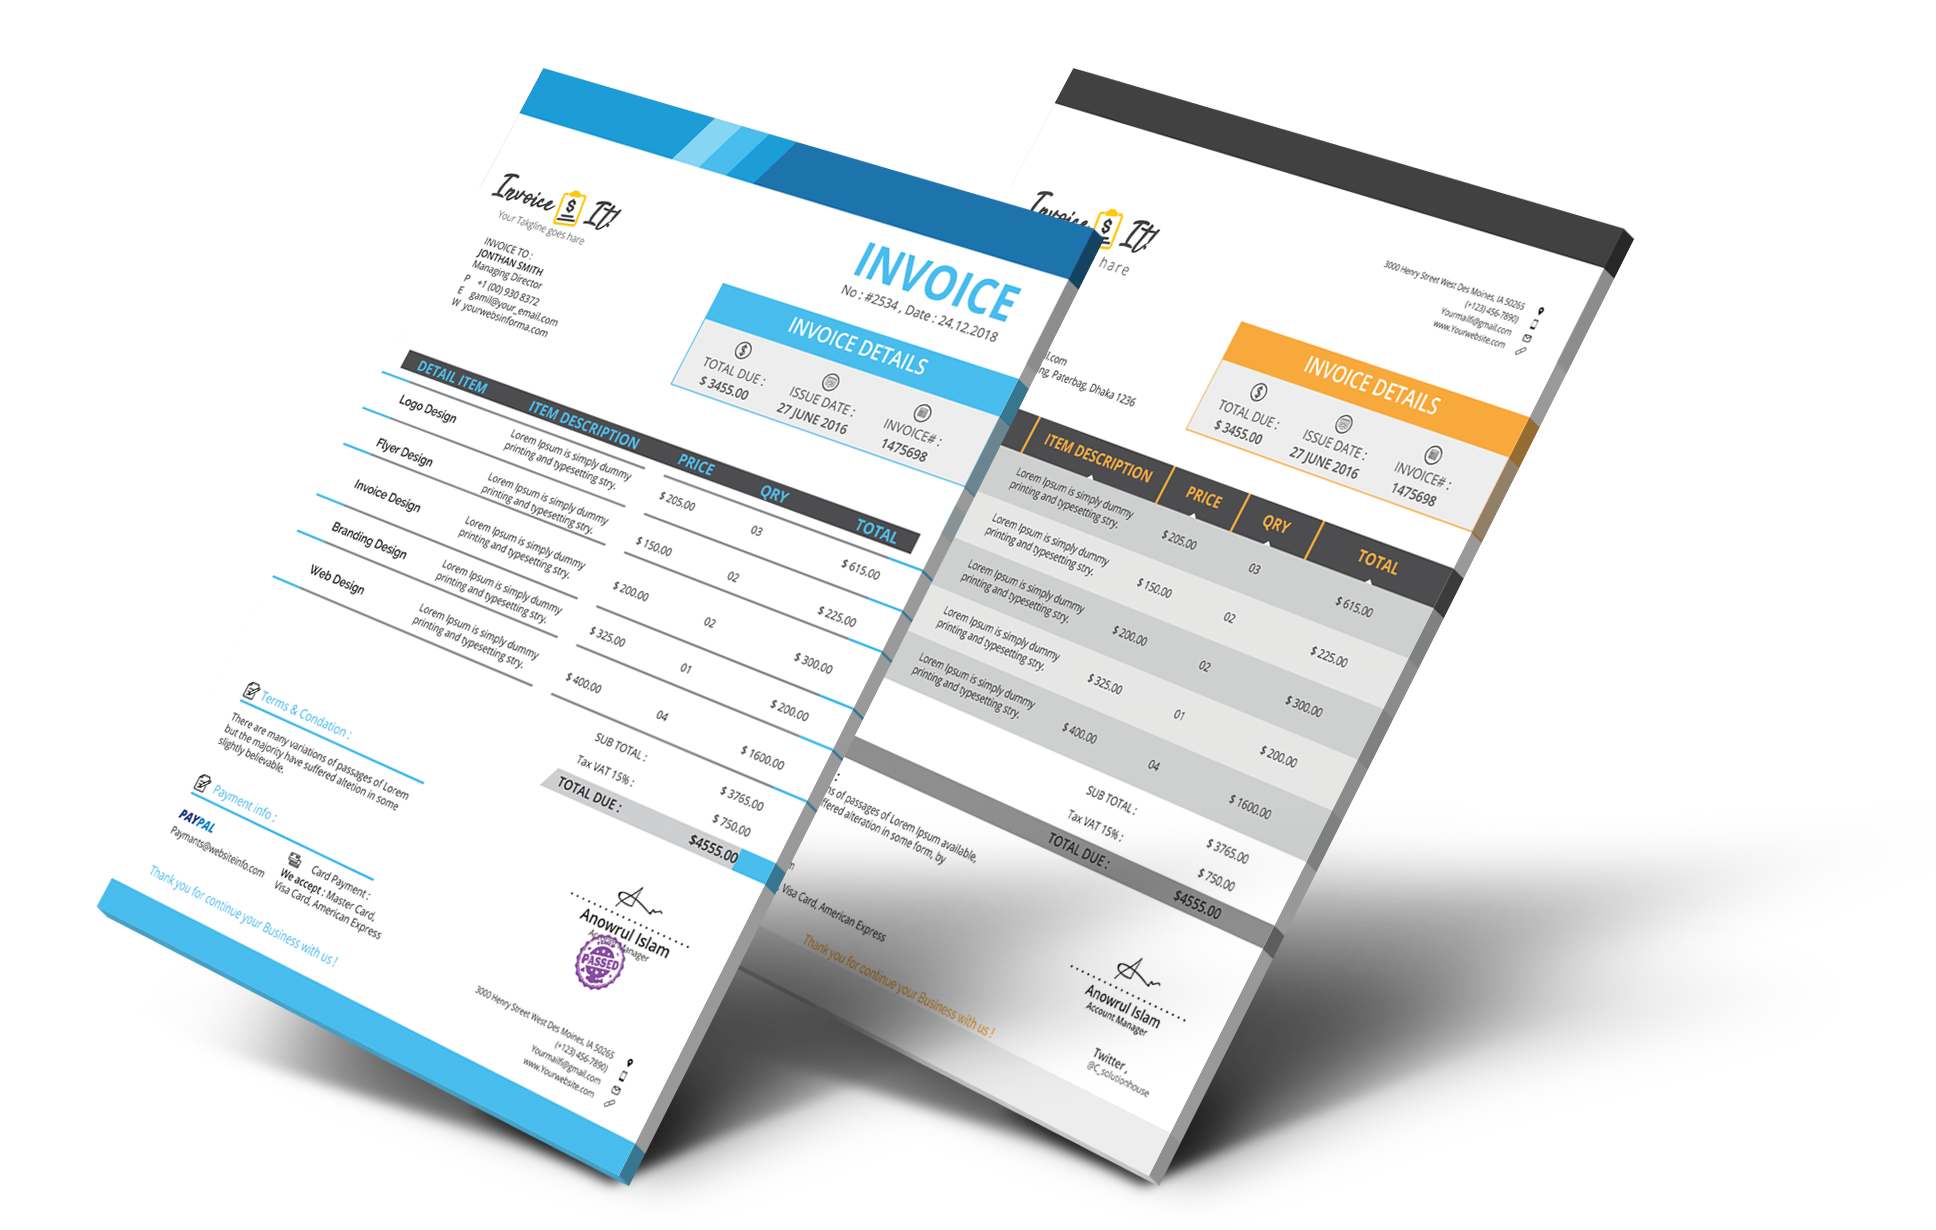 Invoice $ It!
Your Takgline goes hare
INVOICE TO :
JONTHAN SMITH
Managing Director
P +1 (00) 930 8372
E gamil@your_email.com
W yourwebsinforma.com
INVOICE
No : #2534 , Date : 24.12.2018
INVOICE DETAILS
$
TOTAL DUE :
$ 3455.00
ISSUE DATE :
27 JUNE 2016
INVOICE# :
1475698
DETAIL ITEM ITEM DESCRIPTION PRICE QRY TOTAL
Logo Design Lorem Ipsum is simply dummy
printing and typesetting stry. $ 205.00 03 $ 615.00
Flyer Design Lorem Ipsum is simply dummy
printing and typesetting stry. $ 150.00 02 $ 225.00
Invoice Design Lorem Ipsum is simply dummy
printing and typesetting stry. $ 200.00 02 $ 300.00
Branding Design Lorem Ipsum is simply dummy
printing and typesetting stry. $ 325.00 01 $ 200.00
Web Design Lorem Ipsum is simply dummy
printing and typesetting stry. $ 400.00 04 $ 1600.00
SUB TOTAL : $ 3765.00
Tax VAT 15% : $ 750.00
TOTAL DUE : $4555.00
Terms & Condation :
There are many variations of passages of Lorem
but the majority have suffered altetion in some
slightly believable.
Payment info :
PAYPAL
Paymants@websiteinfo.com
Card Payment :
We accept : Master Card,
Visa Card, American Express
Thank you for continue your Business with us !
Anowrul Islam
Manager
PASSED
3000 Henry Street West Des Moines, IA 50265
(+123) 456-7890)
Yourmailfi@gmail.com
www.Yourwebsite.com
Invoice $ It!
hare
3000 Henry Street West Des Moines, IA 50265
(+123) 456-7890)
Yourmailfi@gmail.com
www.Yourwebsite.com
l.com
ng, Paterbag, Dhaka 1236
INVOICE DETAILS
$
TOTAL DUE :
$ 3455.00
ISSUE DATE :
27 JUNE 2016
INVOICE# :
1475698
ITEM DESCRIPTION PRICE QRY TOTAL
Lorem Ipsum is simply dummy
printing and typesetting stry. $ 205.00 03 $ 615.00
Lorem Ipsum is simply dummy
printing and typesetting stry. $ 150.00 02 $ 225.00
Lorem Ipsum is simply dummy
printing and typesetting stry. $ 200.00 02 $ 300.00
Lorem Ipsum is simply dummy
printing and typesetting stry. $ 325.00 01 $ 200.00
Lorem Ipsum is simply dummy
printing and typesetting stry. $ 400.00 04 $ 1600.00
SUB TOTAL : $ 3765.00
Tax VAT 15% : $ 750.00
TOTAL DUE : $4555.00
:
ns of passages of Lorem Ipsum available,
ffered alteration in some form, by
n
Visa Card, American Express
Thank you for continue your Business with us !
Anowrul Islam
Account Manager
Twitter ,
@C_solutionhouse